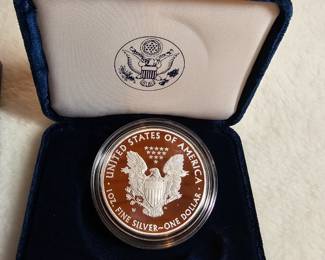 UNITED STATES OF AMERICA
1 OZ. FINE SILVER~ONE DOLLAR